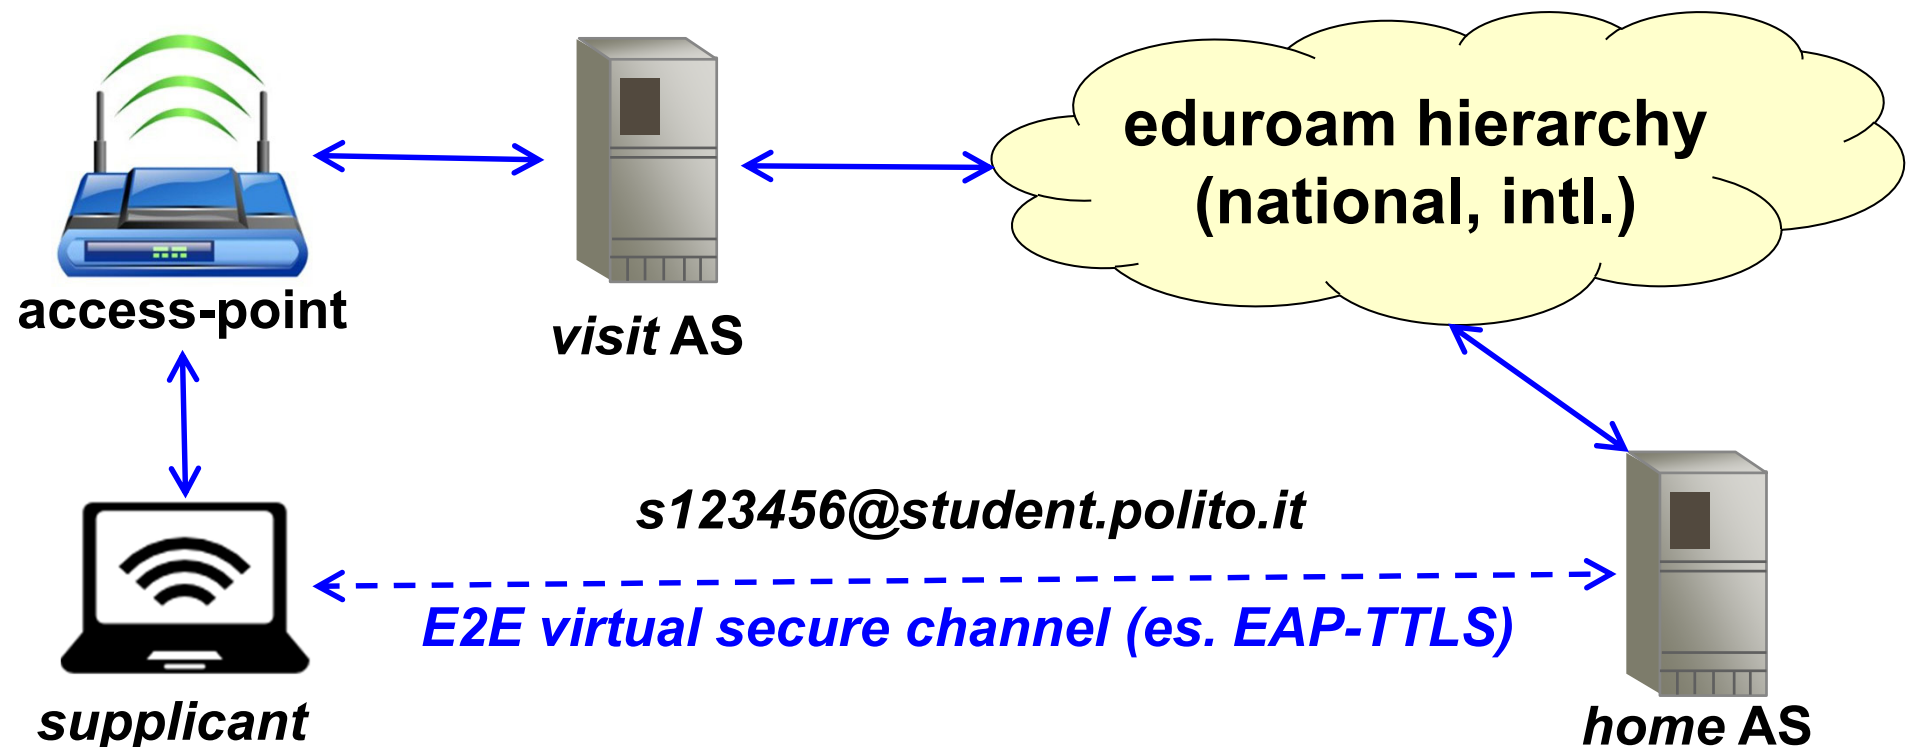 eduroam hierarchy
(national, intl.)
access-point
visit AS
s123456@student.polito.it
E2E virtual secure channel (es. EAP-TTLS)
supplicant
home AS